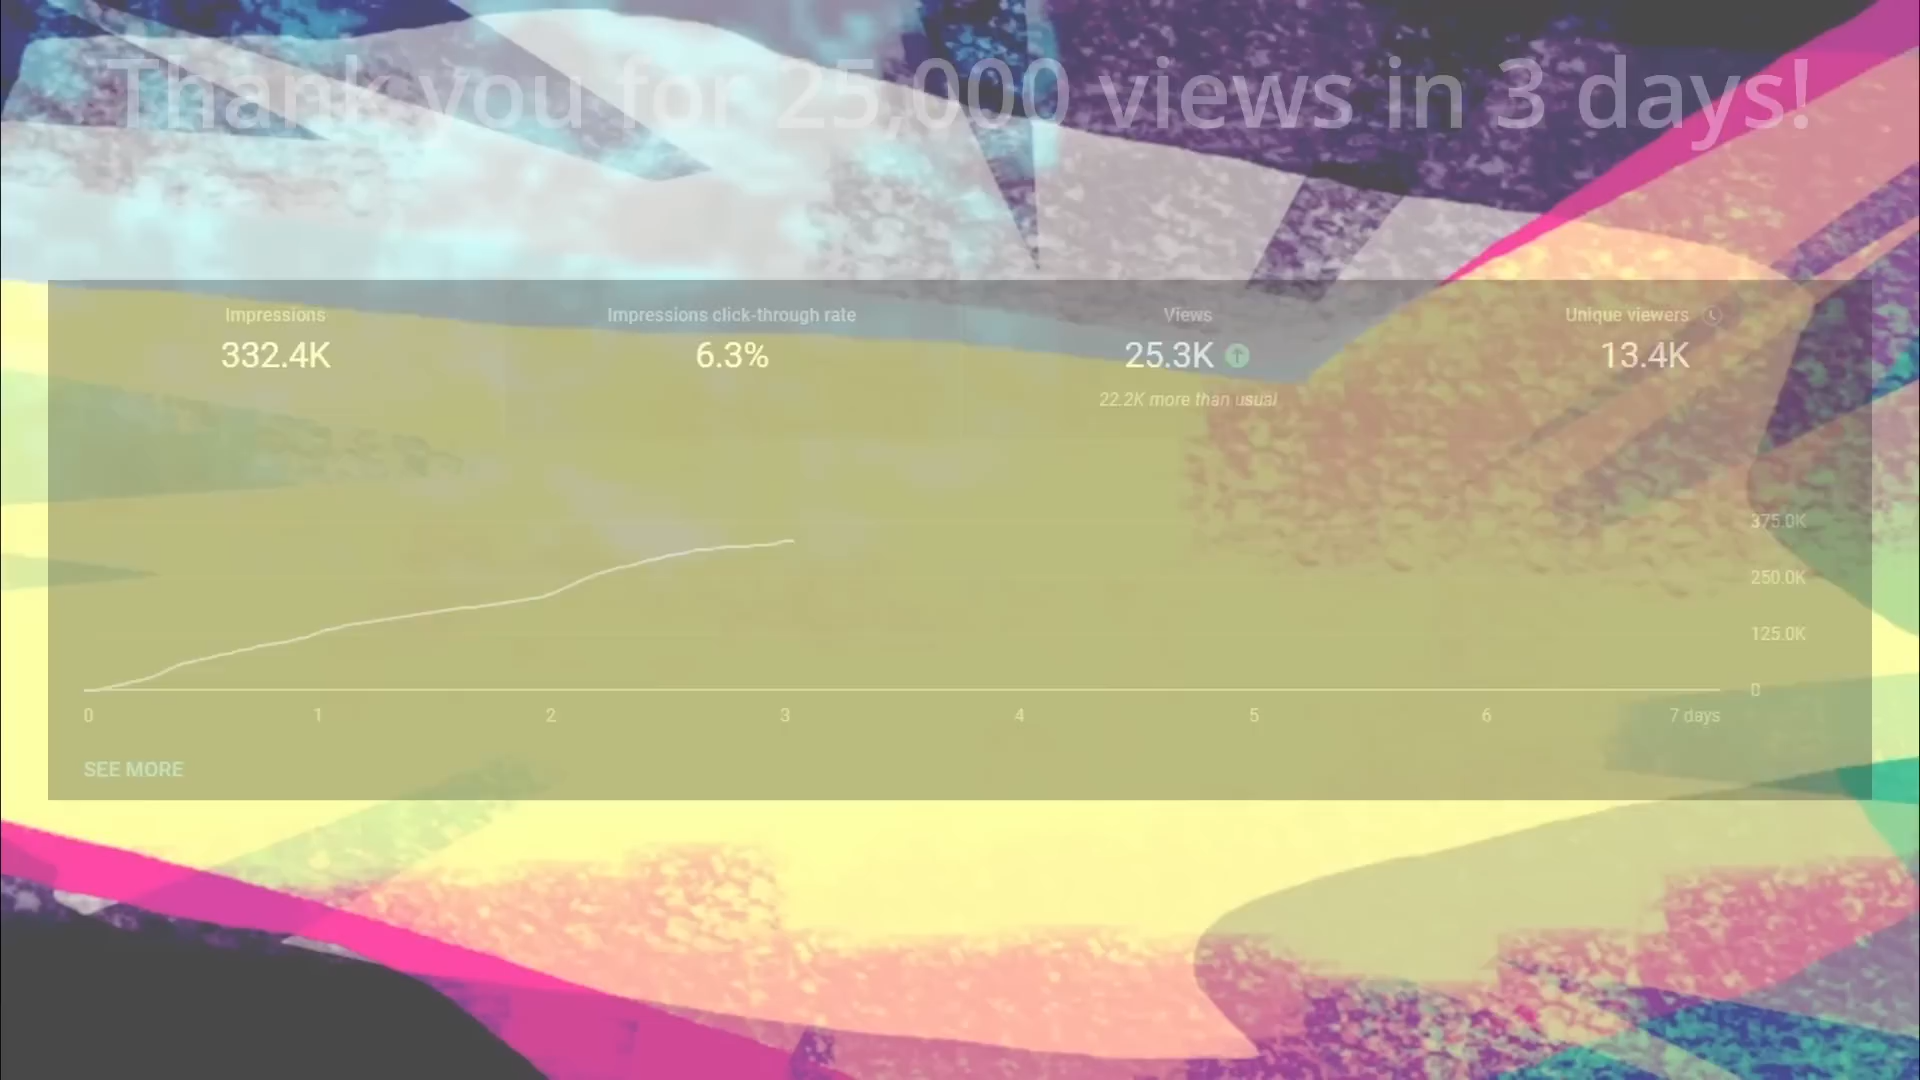 Thank you for 25,000 views in 3 days!
Impressions
332.4K
Impressions click-through rate
6.3%
Views
25.3K
22.2K more than usual
Unique viewers
13.4K
375.0K
250.0K
125.0K
0
0 1 2 3 4 5 6 7 days
SEE MORE